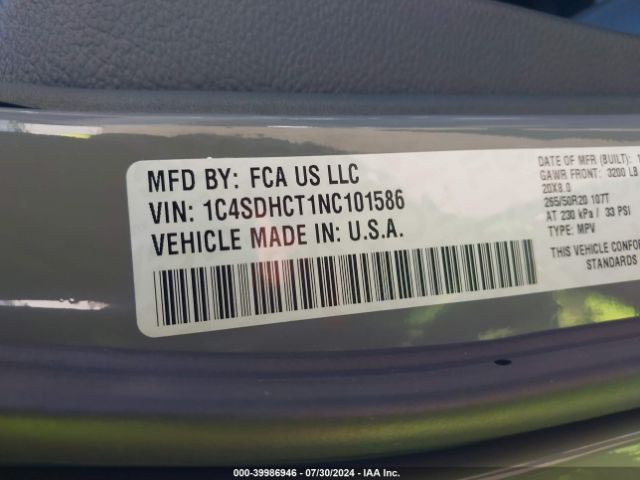 MFD BY: FCA US LLC
VIN: 1C4SDHCT1NC101586
VEHICLE MADE IN: U.S.A.
DATE OF MFR (BUILT):
GAWR FRONT: 3200 LB
20X8.0
265/50R20 107T
AT 230 kPa / 33 PSI
TYPE: MPV
THIS VEHICLE
STANDARDS
000-39986946 - 07/30/2024 - IAA Inc.